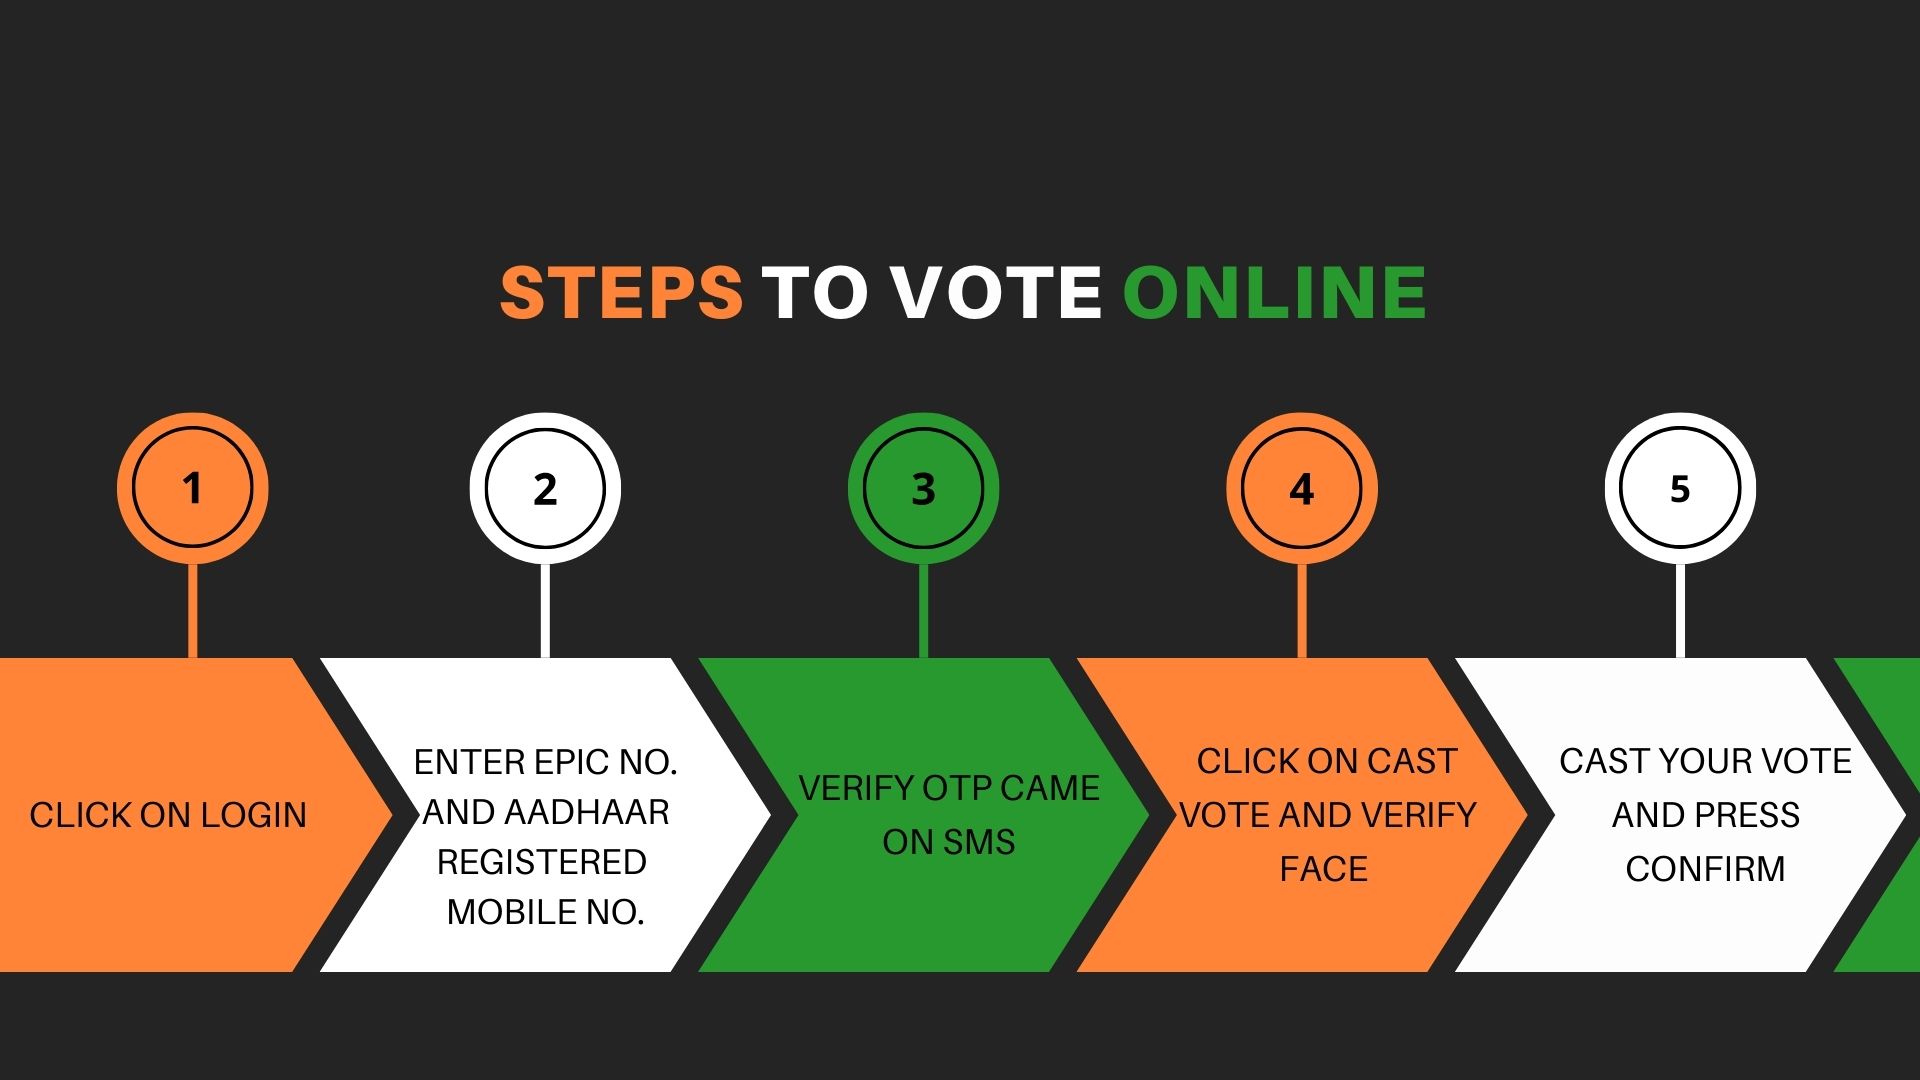 STEPS TO VOTE ONLINE
1
2
3
4
5
CLICK ON LOGIN
ENTER EPIC NO.
AND AADHAAR
REGISTERED
MOBILE NO.
VERIFY OTP CAME
ON SMS
CLICK ON CAST
VOTE AND VERIFY
FACE
CAST YOUR VOTE
AND PRESS
CONFIRM